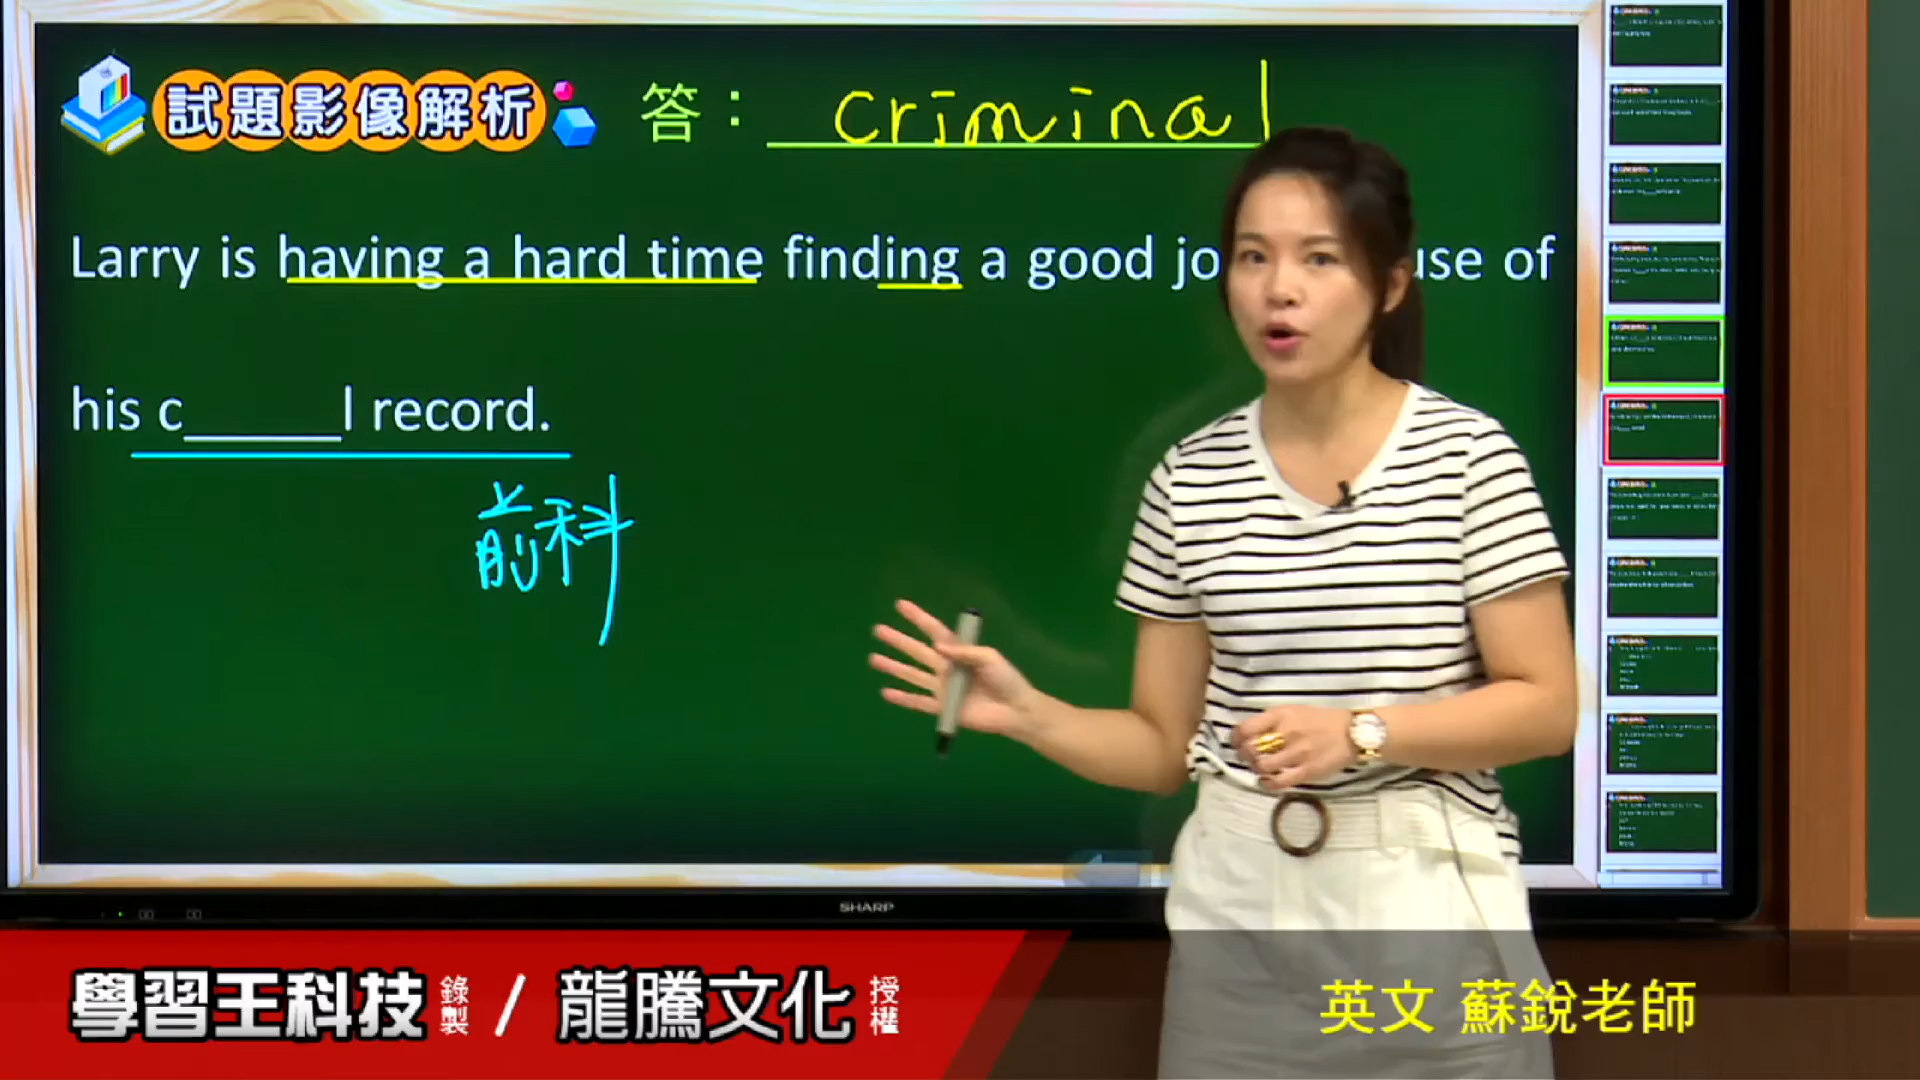 試題影像解析 答： criminal
Larry is having a hard time finding a good jo use of
his c______l record.
前科
SHARP
學習王科技 錄製 / 龍騰文化 授權
英文 蘇銳老師